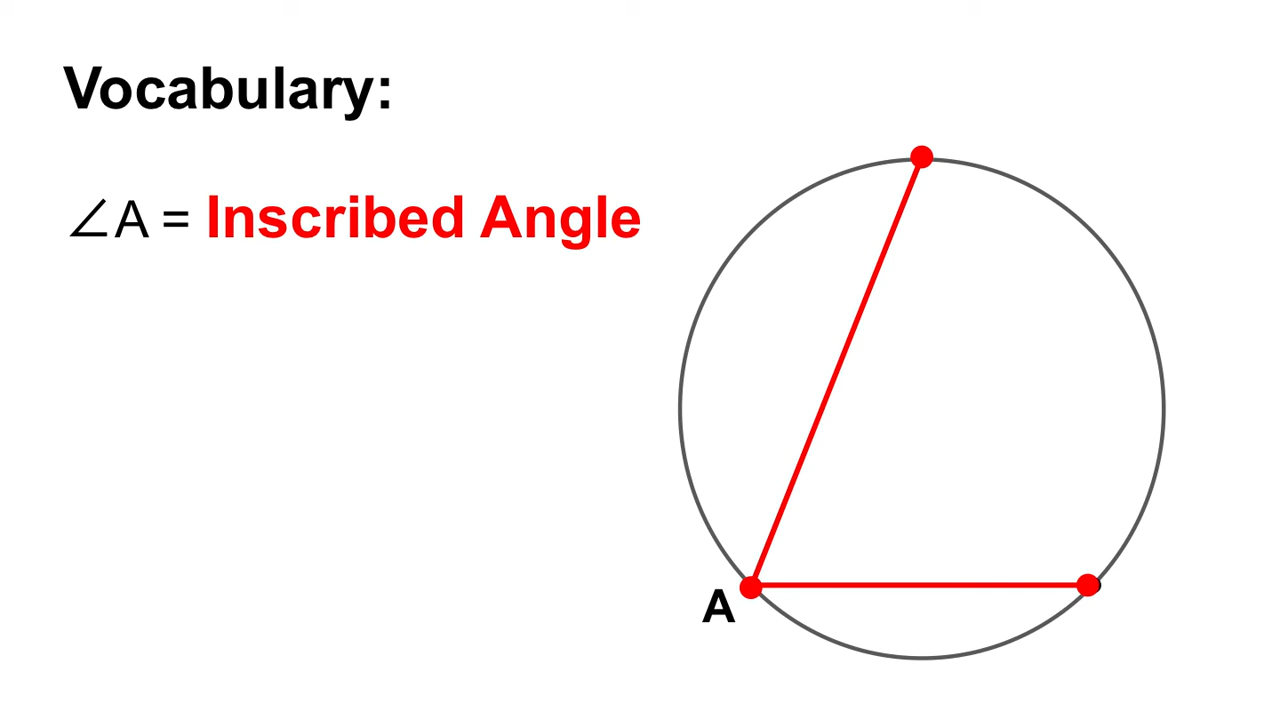 Vocabulary:
∠A = Inscribed Angle
A